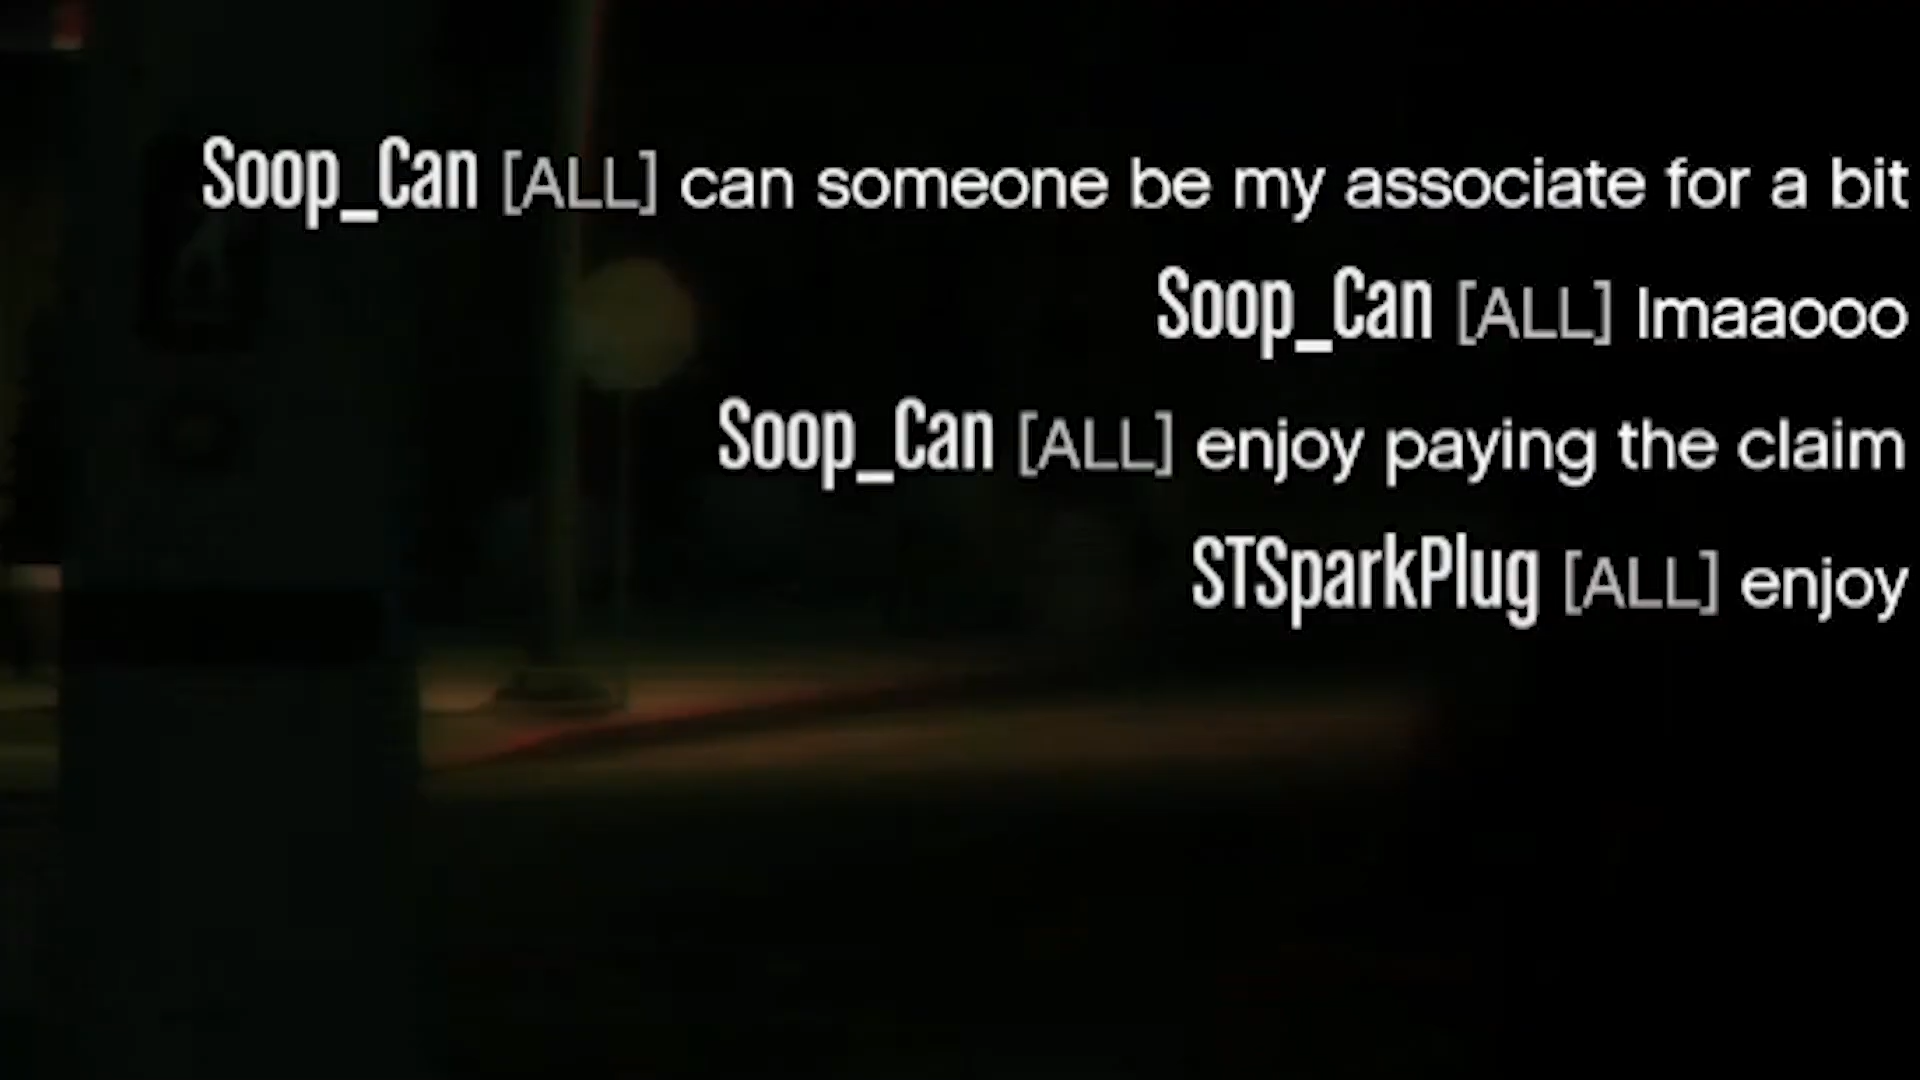 Soop_Can [ALL] can someone be my associate for a bit
Soop_Can [ALL] lmaaooo
Soop_Can [ALL] enjoy paying the claim
STSparkPlug [ALL] enjoy